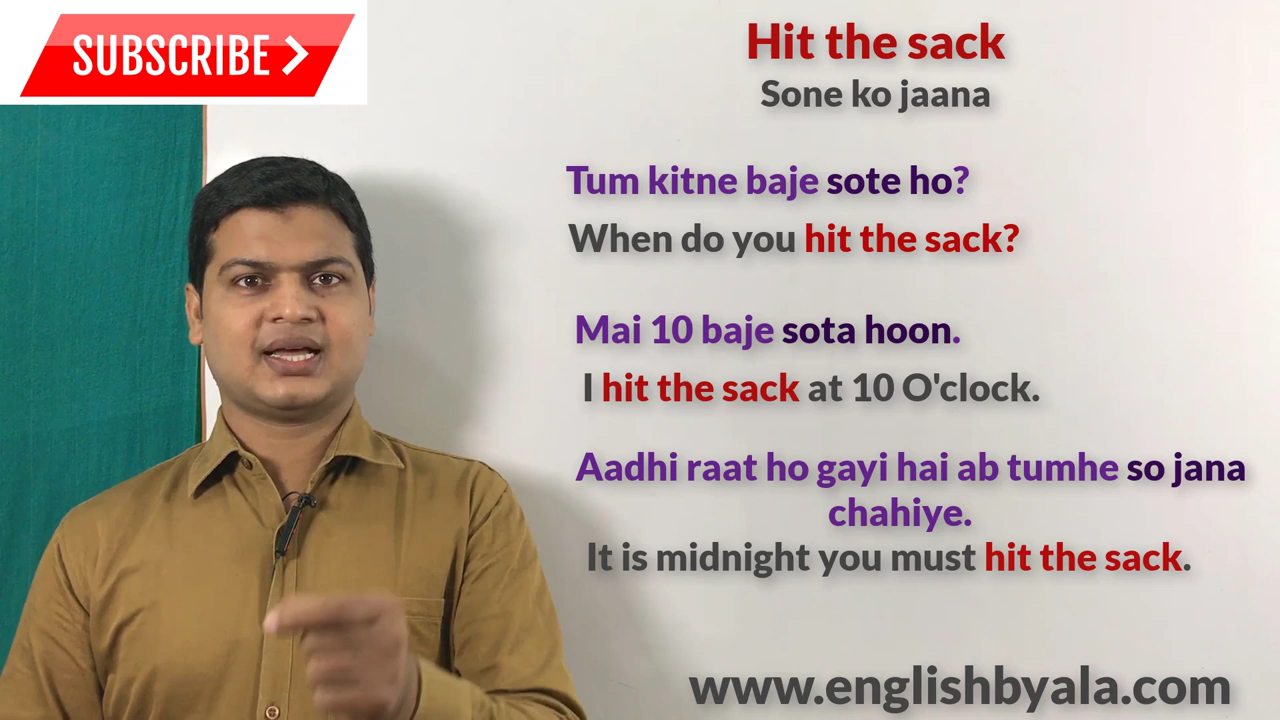 SUBSCRIBE
Hit the sack
Sone ko jaana
Tum kitne baje sote ho?
When do you hit the sack?
Mai 10 baje sota hoon.
I hit the sack at 10 O'clock.
Aadhi raat ho gayi hai ab tumhe so jana
chahiye.
It is midnight you must hit the sack.
www.englishbyala.com